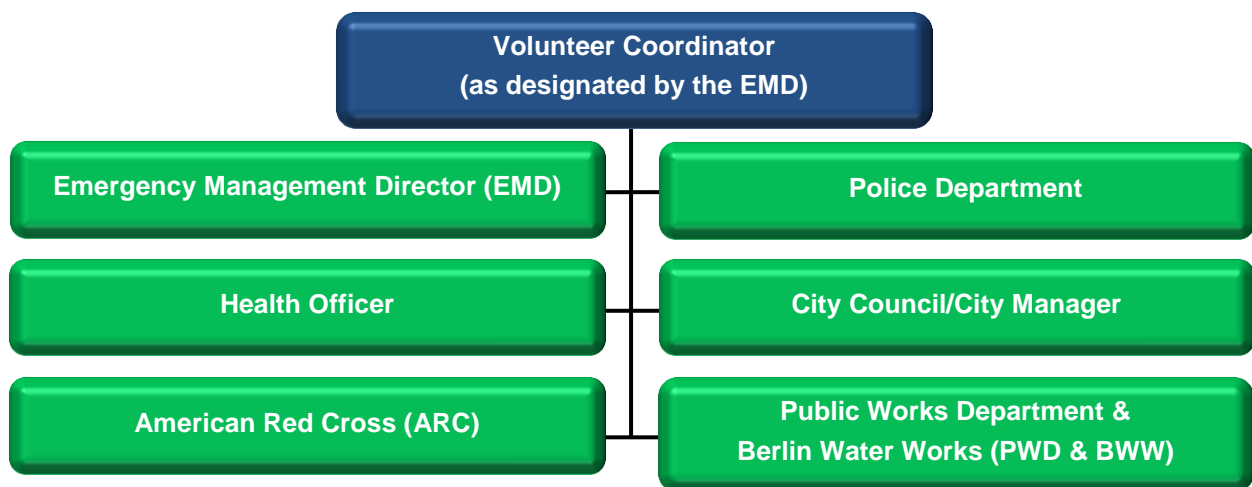 Volunteer Coordinator
(as designated by the EMD)
Emergency Management Director (EMD)
Police Department
Health Officer
City Council/City Manager
American Red Cross (ARC)
Public Works Department &
Berlin Water Works (PWD & BWW)